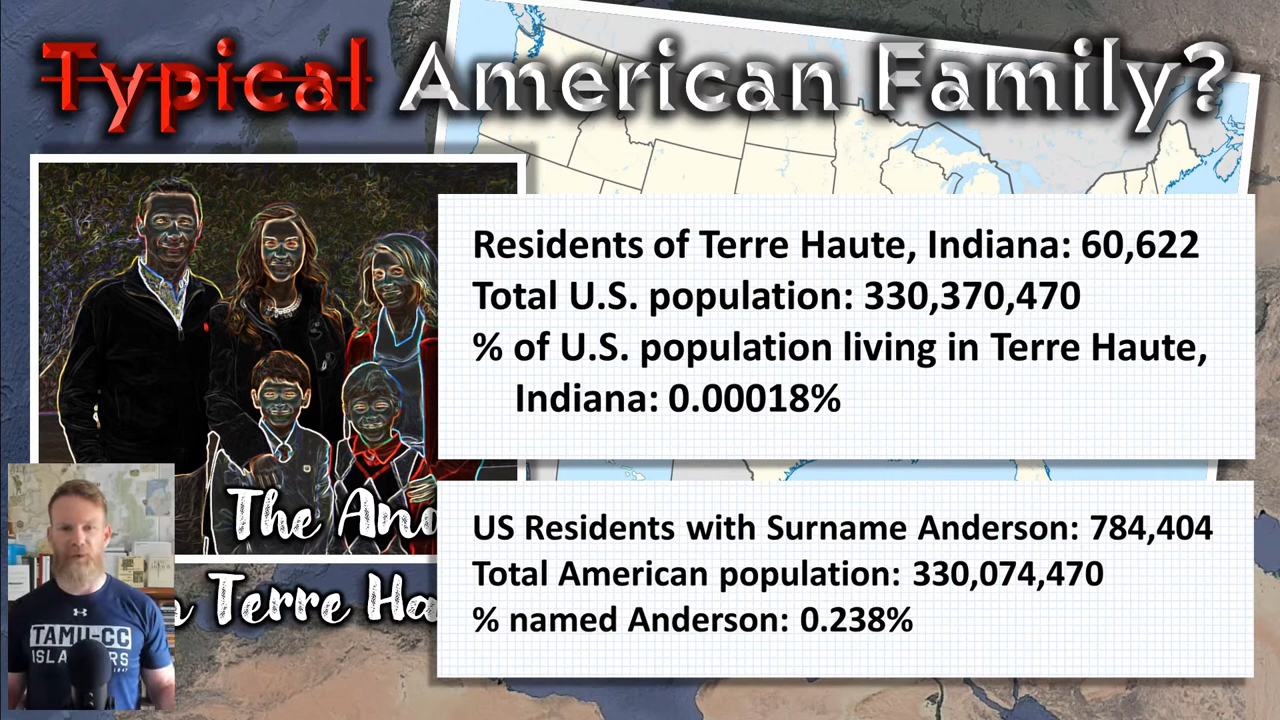 Typical American Family?
Residents of Terre Haute, Indiana: 60,622
Total U.S. population: 330,370,470
% of U.S. population living in Terre Haute,
Indiana: 0.00018%
The
US Residents with Surname Anderson: 784,404
Total American population: 330,074,470
% named Anderson: 0.238%
Terre
TAMU-CC